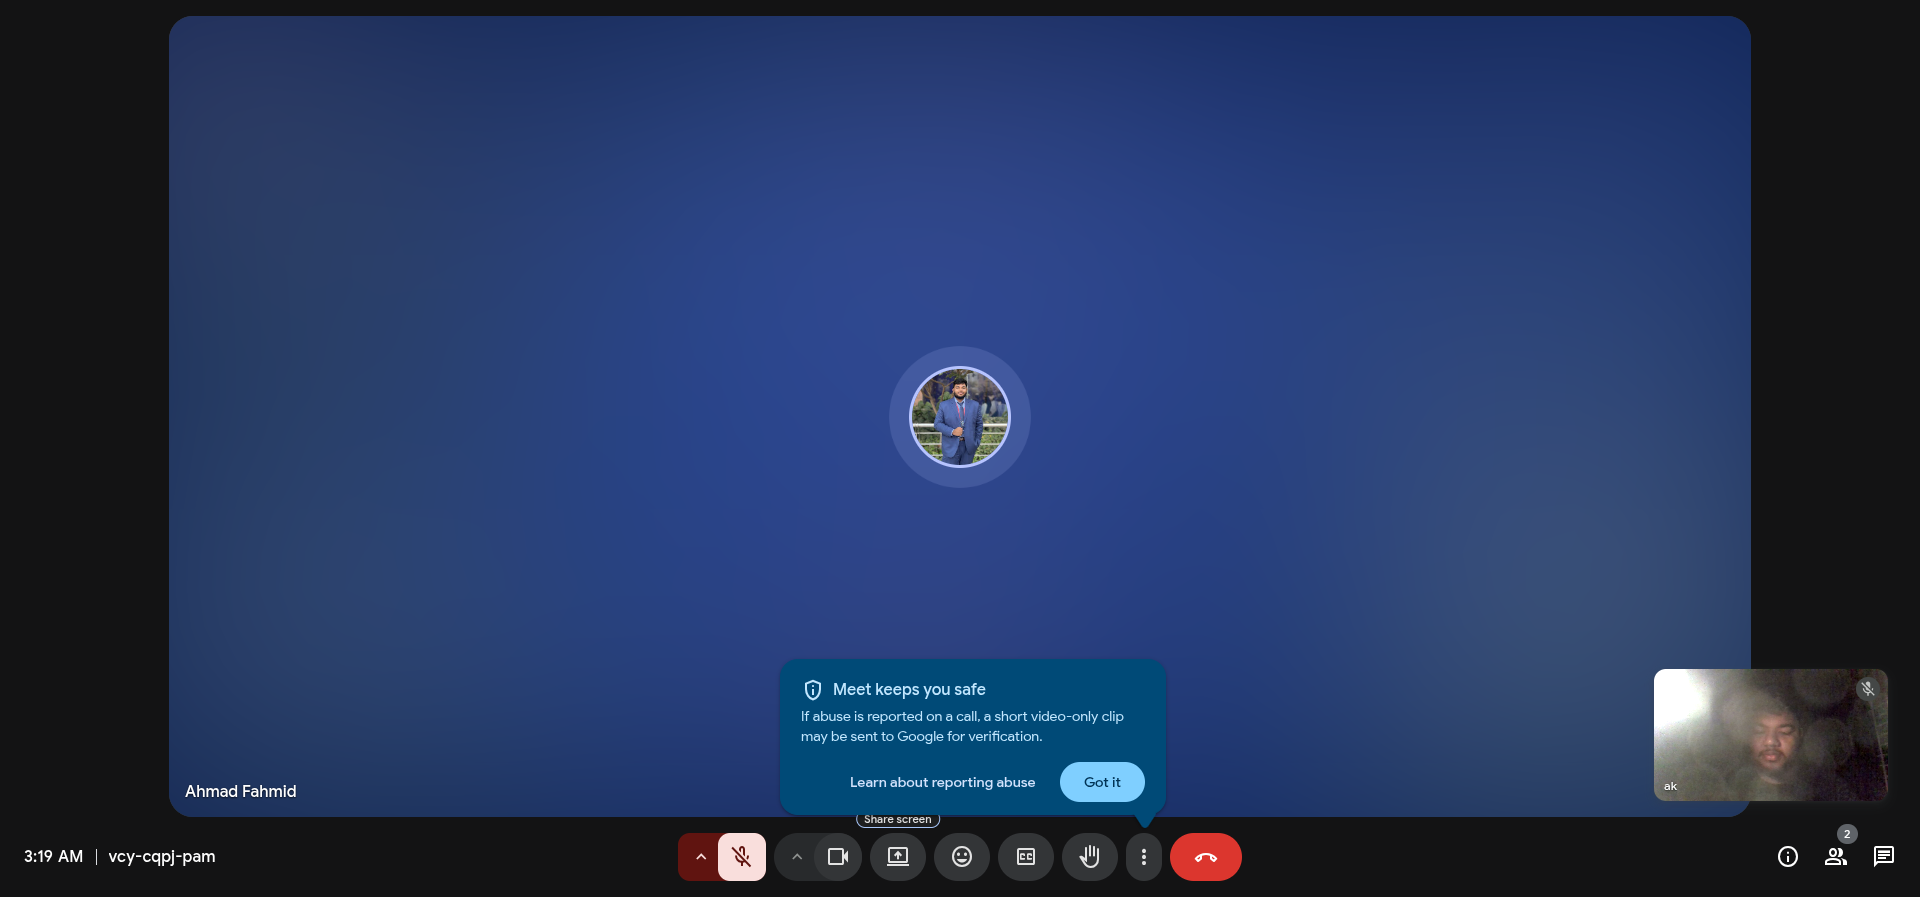 Ahmad Fahmid
Meet keeps you safe
If abuse is reported on a call, a short video-only clip
may be sent to Google for verification.
Learn about reporting abuse
Got it
ak
Share screen
3:19 AM
vcy-cqpj-pam
CC
2